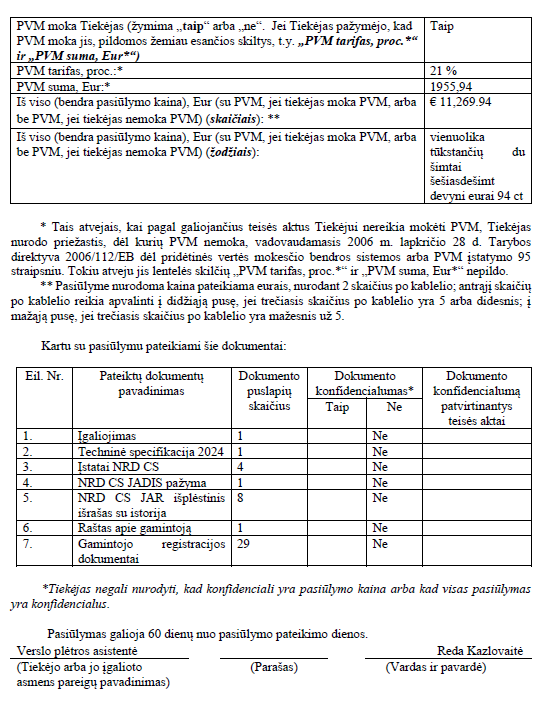 PVM moka Tiekėjas (žymima „taip“ arba „ne“. Jei Tiekėjas pažymėjo, kad Taip
PVM moka jis, pildomos žemiau esančios skiltys, t.y. „PVM tarifas, proc.*“
ir „PVM suma, Eur*“)
PVM tarifas, proc.:* 21 %
PVM suma, Eur:* 1955,94
Iš viso (bendra pasiūlymo kaina), Eur (su PVM, jei tiekėjas moka PVM, arba € 11,269.94
be PVM, jei tiekėjas nemoka PVM) (skaičiais): **
Iš viso (bendra pasiūlymo kaina), Eur (su PVM, jei tiekėjas moka PVM, arba vienuolika
be PVM, jei tiekėjas nemoka PVM) (žodžiais): tūkstančių du
šimtai
šešiasdešimt
devyni eurai 94 ct
* Tais atvejais, kai pagal galiojančius teisės aktus Tiekėjui nereikia mokėti PVM, Tiekėjas
nurodo priežastis, dėl kurių PVM nemoka, vadovaudamasis 2006 m. lapkričio 28 d. Tarybos
direktyva 2006/112/EB dėl pridėtinės vertės mokesčio bendros sistemos arba PVM įstatymo 95
straipsniu. Tokiu atveju jis lentelės skilčių „PVM tarifas, proc.*“ ir „PVM suma, Eur*“ nepildo.
** Pasiūlyme nurodoma kaina pateikiama eurais, nurodant 2 skaičius po kablelio; antrąjį skaičių
po kablelio reikia apvalinti į didžiąją pusę, jei trečiasis skaičius po kablelio yra 5 arba didesnis; į
mažąją pusę, jei trečiasis skaičius po kablelio yra mažesnis už 5.
Kartu su pasiūlymu pateikiami šie dokumentai:
Eil. Nr. Pateiktų dokumentų Dokumento Dokumento Dokumento
pavadinimas puslapių konfidencialumas* konfidencialumą
skaičius Taip Ne patvirtinantys
teisės aktai
1. Įgaliojimas 1 Ne
2. Techninė specifikacija 2024 1 Ne
3. Įstatai NRD CS 4 Ne
4. NRD CS JADIS pažyma 1 Ne
5. NRD CS JAR išplėstinis 8 Ne
išrašas su istorija
6. Raštas apie gamintoją 1 Ne
7. Gamintojo registracijos 29 Ne
dokumentai
*Tiekėjas negali nurodyti, kad konfidenciali yra pasiūlymo kaina arba kad visas pasiūlymas
yra konfidencialus.
Pasiūlymas galioja 60 dienų nuo pasiūlymo pateikimo dienos.
Verslo plėtros asistentė Reda Kazlovaitė
(Tiekėjo arba jo įgalioto (Parašas) (Vardas ir pavardė)
asmens pareigų pavadinimas)